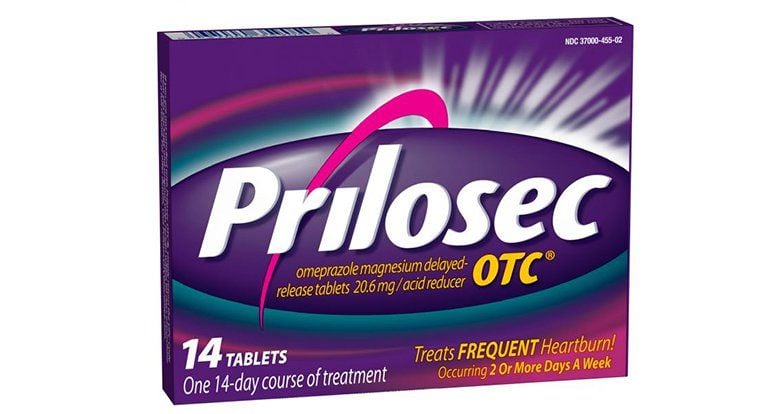 NDC 37000-455-02
Prilosec
omeprazole magnesium delayed-
release tablets 20.6 mg / acid reducer
OTC®
14 TABLETS
One 14-day course of treatment
Treats FREQUENT Heartburn!
Occurring 2 Or More Days A Week